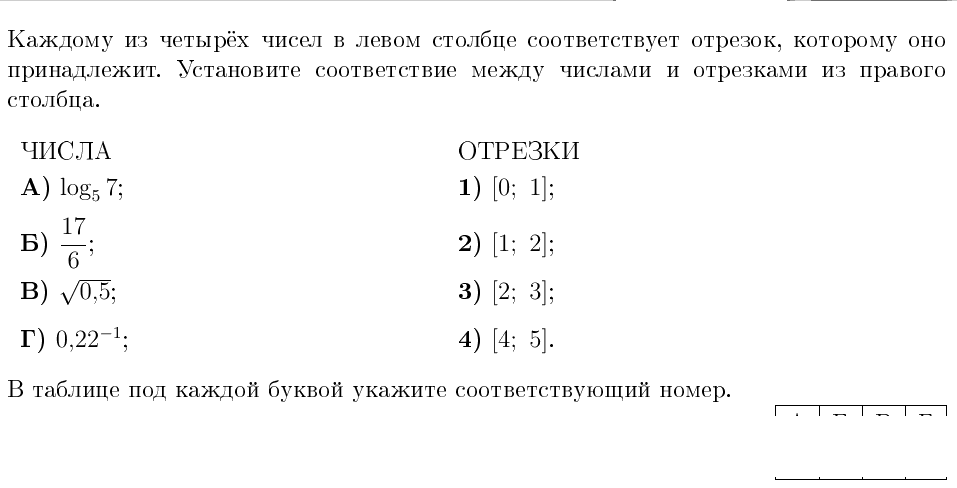 Каждому из четырёх чисел в левом столбце соответствует отрезок, которому оно
принадлежит. Установите соответствие между числами и отрезками из правого
столбца.
ЧИСЛА ОТРЕЗКИ
А) log₅ 7; 1) [0; 1];
Б) 17/6; 2) [1; 2];
В) √0,5; 3) [2; 3];
Г) 0,22⁻¹; 4) [4; 5].
В таблице под каждой буквой укажите соответствующий номер.